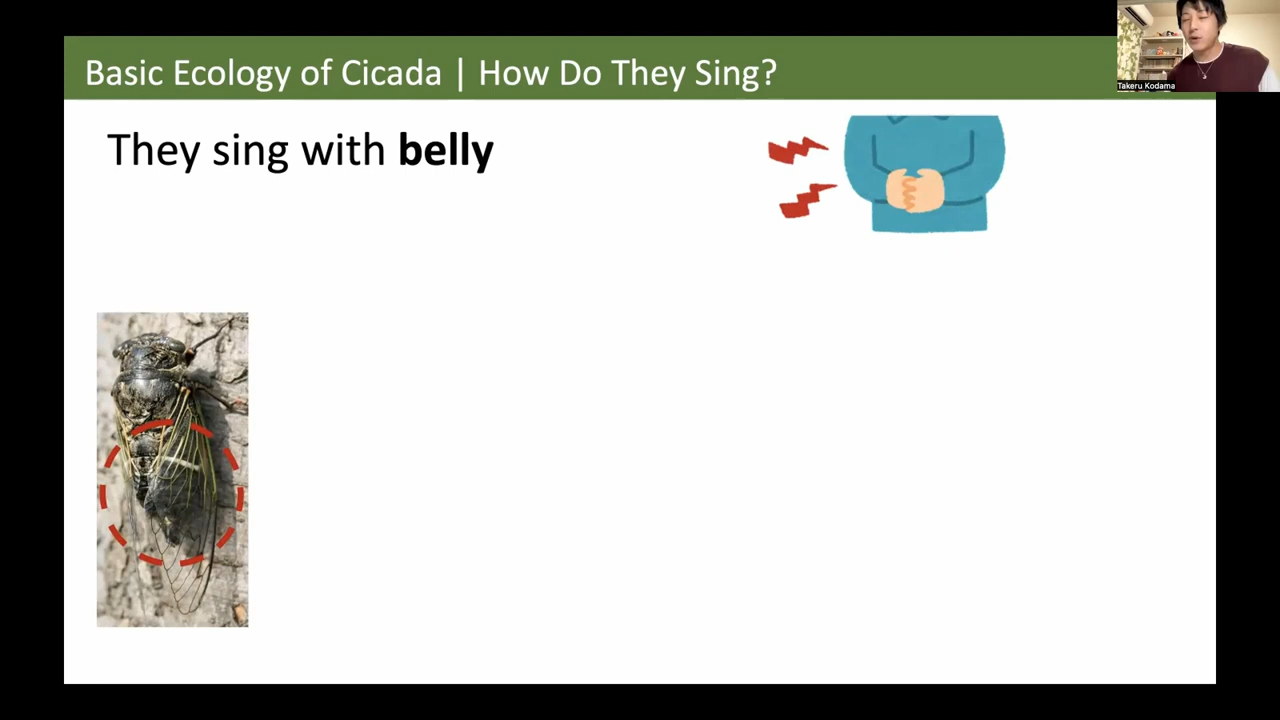 Basic Ecology of Cicada | How Do They Sing?
Takeru Kodama
They sing with belly